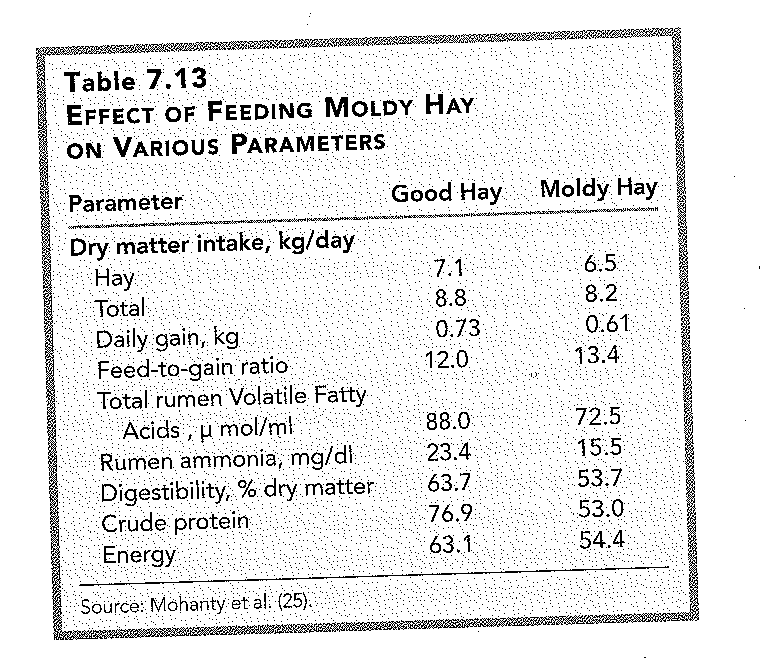 Table 7.13
EFFECT OF FEEDING MOLDY HAY
ON VARIOUS PARAMETERS
Parameter Good Hay Moldy Hay
Dry matter intake, kg/day
Hay 7.1 6.5
Total 8.8 8.2
Daily gain, kg 0.73 0.61
Feed-to-gain ratio 12.0 13.4
Total rumen Volatile Fatty
Acids , µ mol/ml 88.0 72.5
Rumen ammonia, mg/dl 23.4 15.5
Digestibility, % dry matter 63.7 53.7
Crude protein 76.9 53.0
Energy 63.1 54.4
Source: Mohanty et al. (25).